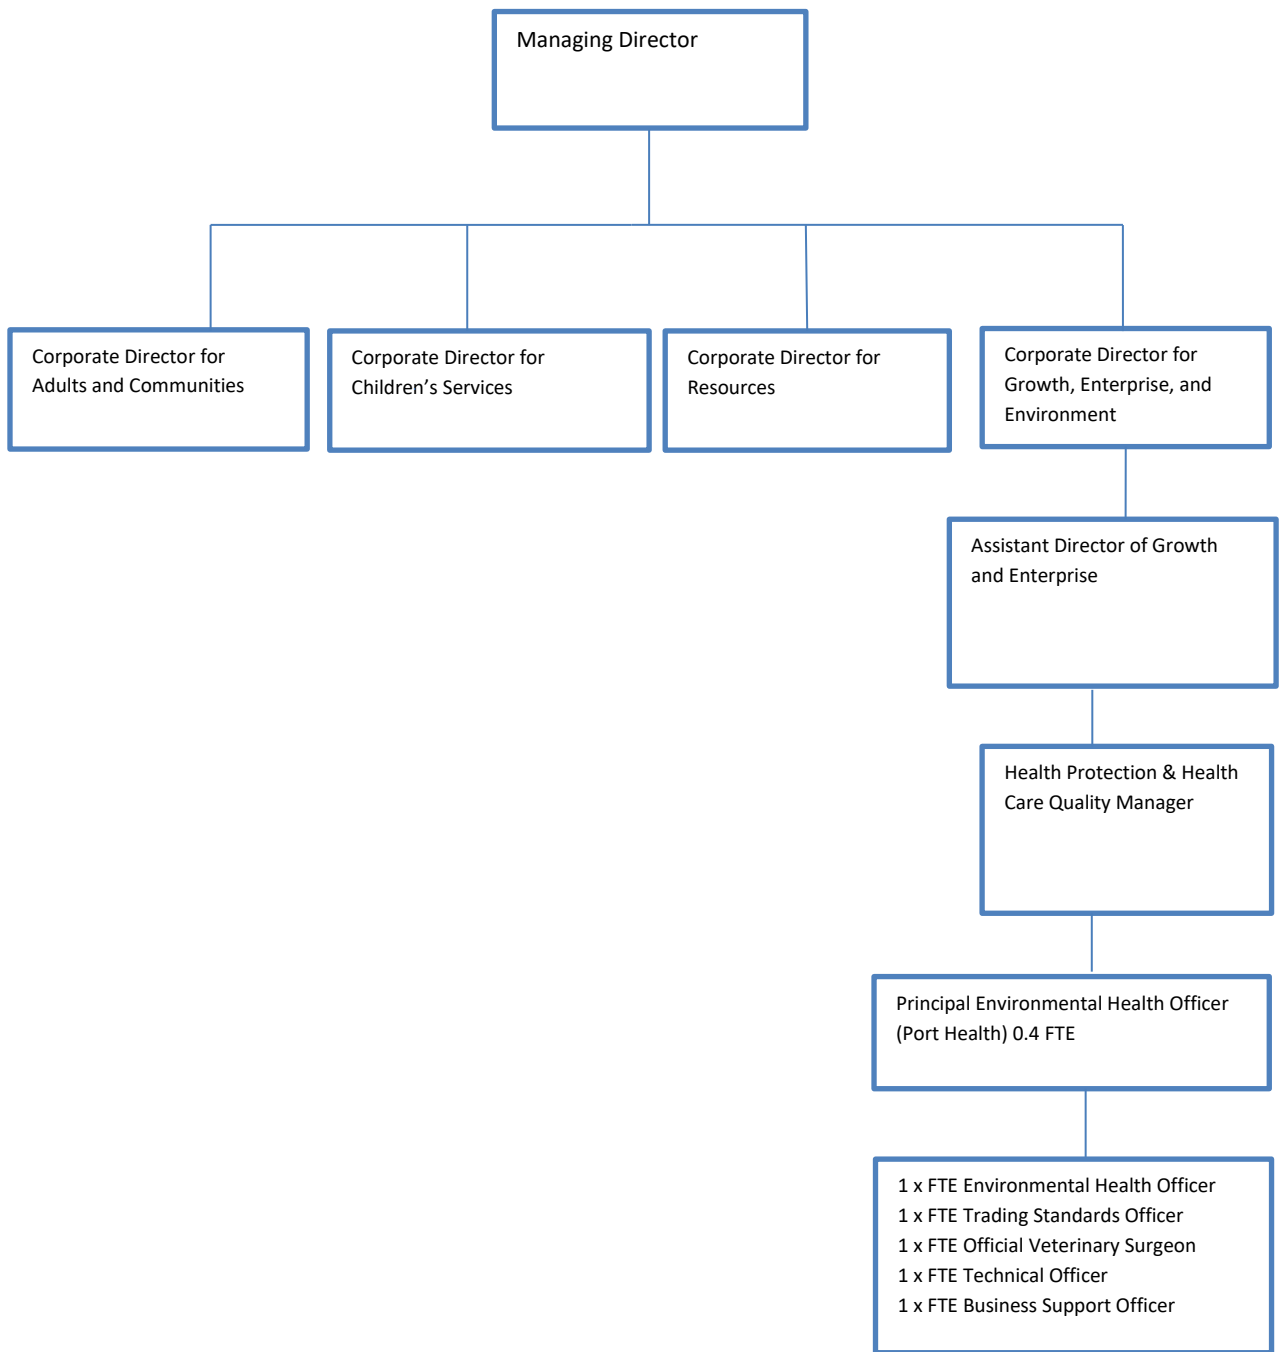 Managing Director
Corporate Director for
Adults and Communities
Corporate Director for
Children’s Services
Corporate Director for
Resources
Corporate Director for
Growth, Enterprise, and
Environment
Assistant Director of Growth
and Enterprise
Health Protection & Health
Care Quality Manager
Principal Environmental Health Officer
(Port Health) 0.4 FTE
1 x FTE Environmental Health Officer
1 x FTE Trading Standards Officer
1 x FTE Official Veterinary Surgeon
1 x FTE Technical Officer
1 x FTE Business Support Officer